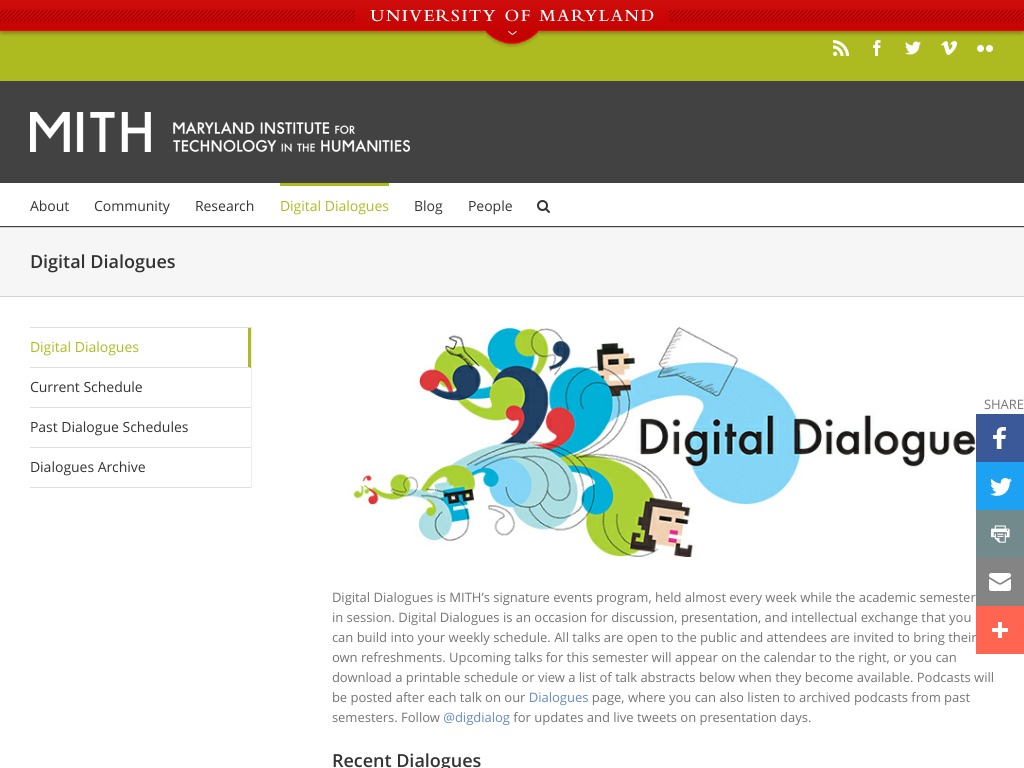 UNIVERSITY OF MARYLAND
MITH MARYLAND INSTITUTE FOR
TECHNOLOGY IN THE HUMANITIES
About Community Research Digital Dialogues Blog People
Digital Dialogues
Digital Dialogues
Current Schedule
Past Dialogue Schedules
Dialogues Archive
Digital Dialogue
SHARE
Digital Dialogues is MITH's signature events program, held almost every week while the academic semester
in session. Digital Dialogues is an occasion for discussion, presentation, and intellectual exchange that you
can build into your weekly schedule. All talks are open to the public and attendees are invited to bring their
own refreshments. Upcoming talks for this semester will appear on the calendar to the right, or you can
download a printable schedule or view a list of talk abstracts below when they become available. Podcasts will
be posted after each talk on our Dialogues page, where you can also listen to archived podcasts from past
semesters. Follow @digdialog for updates and live tweets on presentation days.
Recent Dialogues